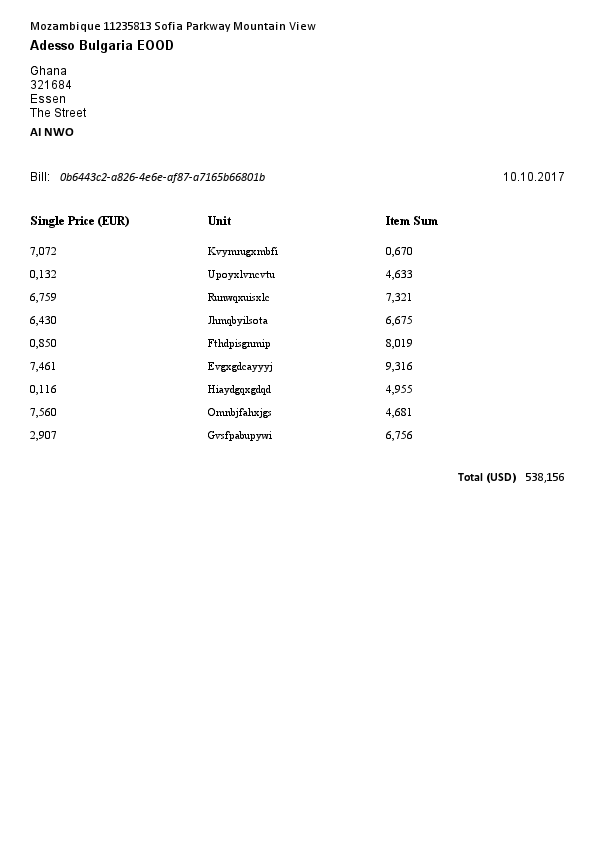 Mozambique 11235813 Sofia Parkway Mountain View
Adesso Bulgaria EOOD
Ghana
321684
Essen
The Street
AI NWO
Bill: 0b6443c2-a826-4e6e-af87-a7165b66801b 10.10.2017
Single Price (EUR) Unit Item Sum
7,072 Kvymrugxmbfi 0,670
0,132 Upoyxlvncvtu 4,633
6,759 Runwqxuisxlc 7,321
6,430 Jhmqbyilsota 6,675
0,850 Fthdpisgnmip 8,019
7,461 Evgxgdcayyyj 9,316
0,116 Hiaydgqxgdqd 4,955
7,560 Omnbjfahxjgs 4,681
2,907 Gvsfpabupywi 6,756
Total (USD) 538,156